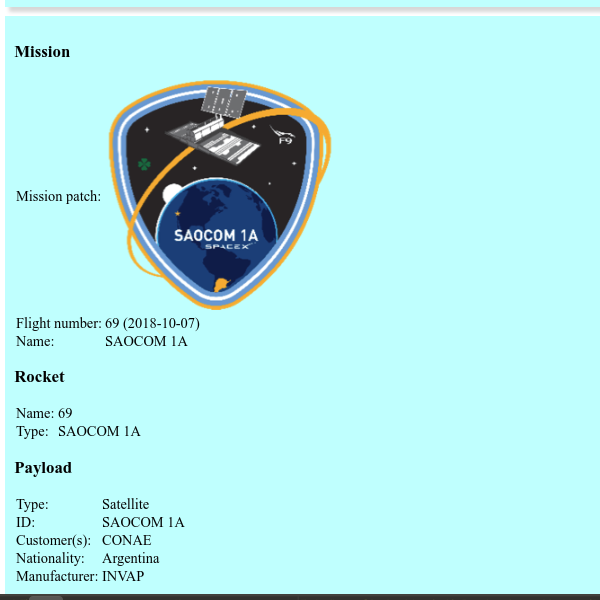 Mission
F9
SAOCOM 1A
SPACEX
Mission patch:
Flight number: 69 (2018-10-07)
Name: SAOCOM 1A
Rocket
Name: 69
Type: SAOCOM 1A
Payload
Type: Satellite
ID: SAOCOM 1A
Customer(s): CONAE
Nationality: Argentina
Manufacturer: INVAP